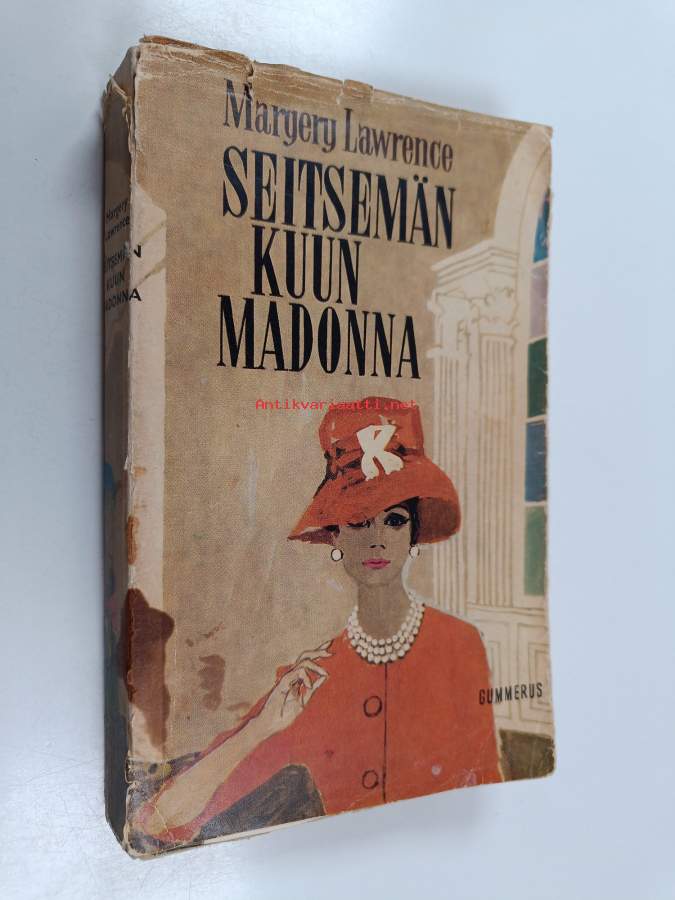 Margery Lawrence
SEITSEMÄN
KUUN
MADONNA
Antikvariaatti.net
GUMMERUS
Margery
Lawrence
SEITSEMÄN
KUUN
MADONNA